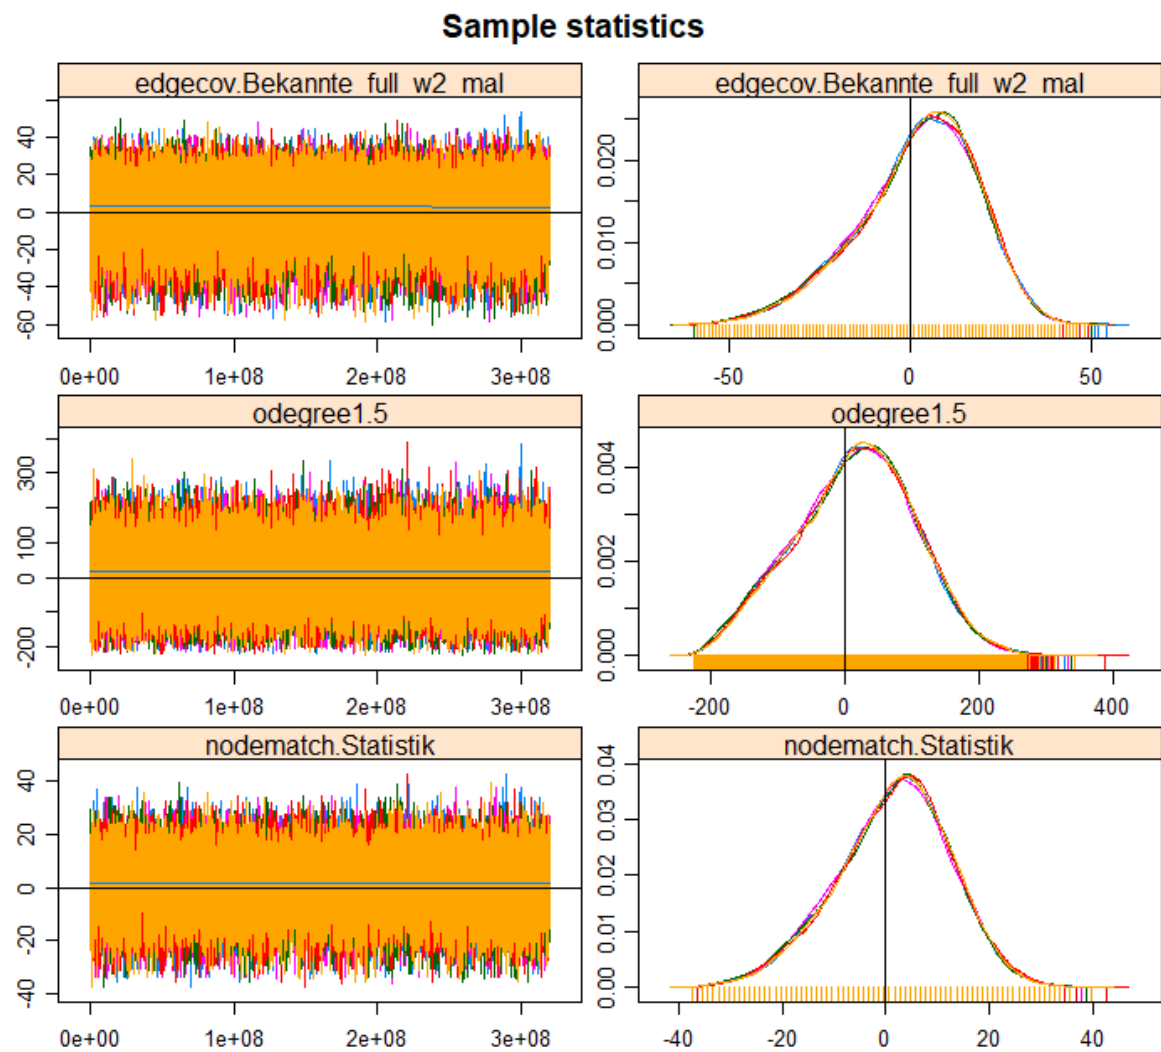 Sample statistics
edgecov.Bekannte_full_w2_mal
edgecov.Bekannte_full_w2_mal
40
20
0
-20
-40
-60
0e+00 1e+08 2e+08 3e+08
0.020
0.010
0.000
-50 0 50
odegree1.5
odegree1.5
300
100
0
-200
0e+00 1e+08 2e+08 3e+08
0.004
0.002
0.000
-200 0 200 400
nodematch.Statistik
nodematch.Statistik
40
20
0
-20
-40
0e+00 1e+08 2e+08 3e+08
0.04
0.03
0.02
0.01
0.00
-40 -20 0 20 40